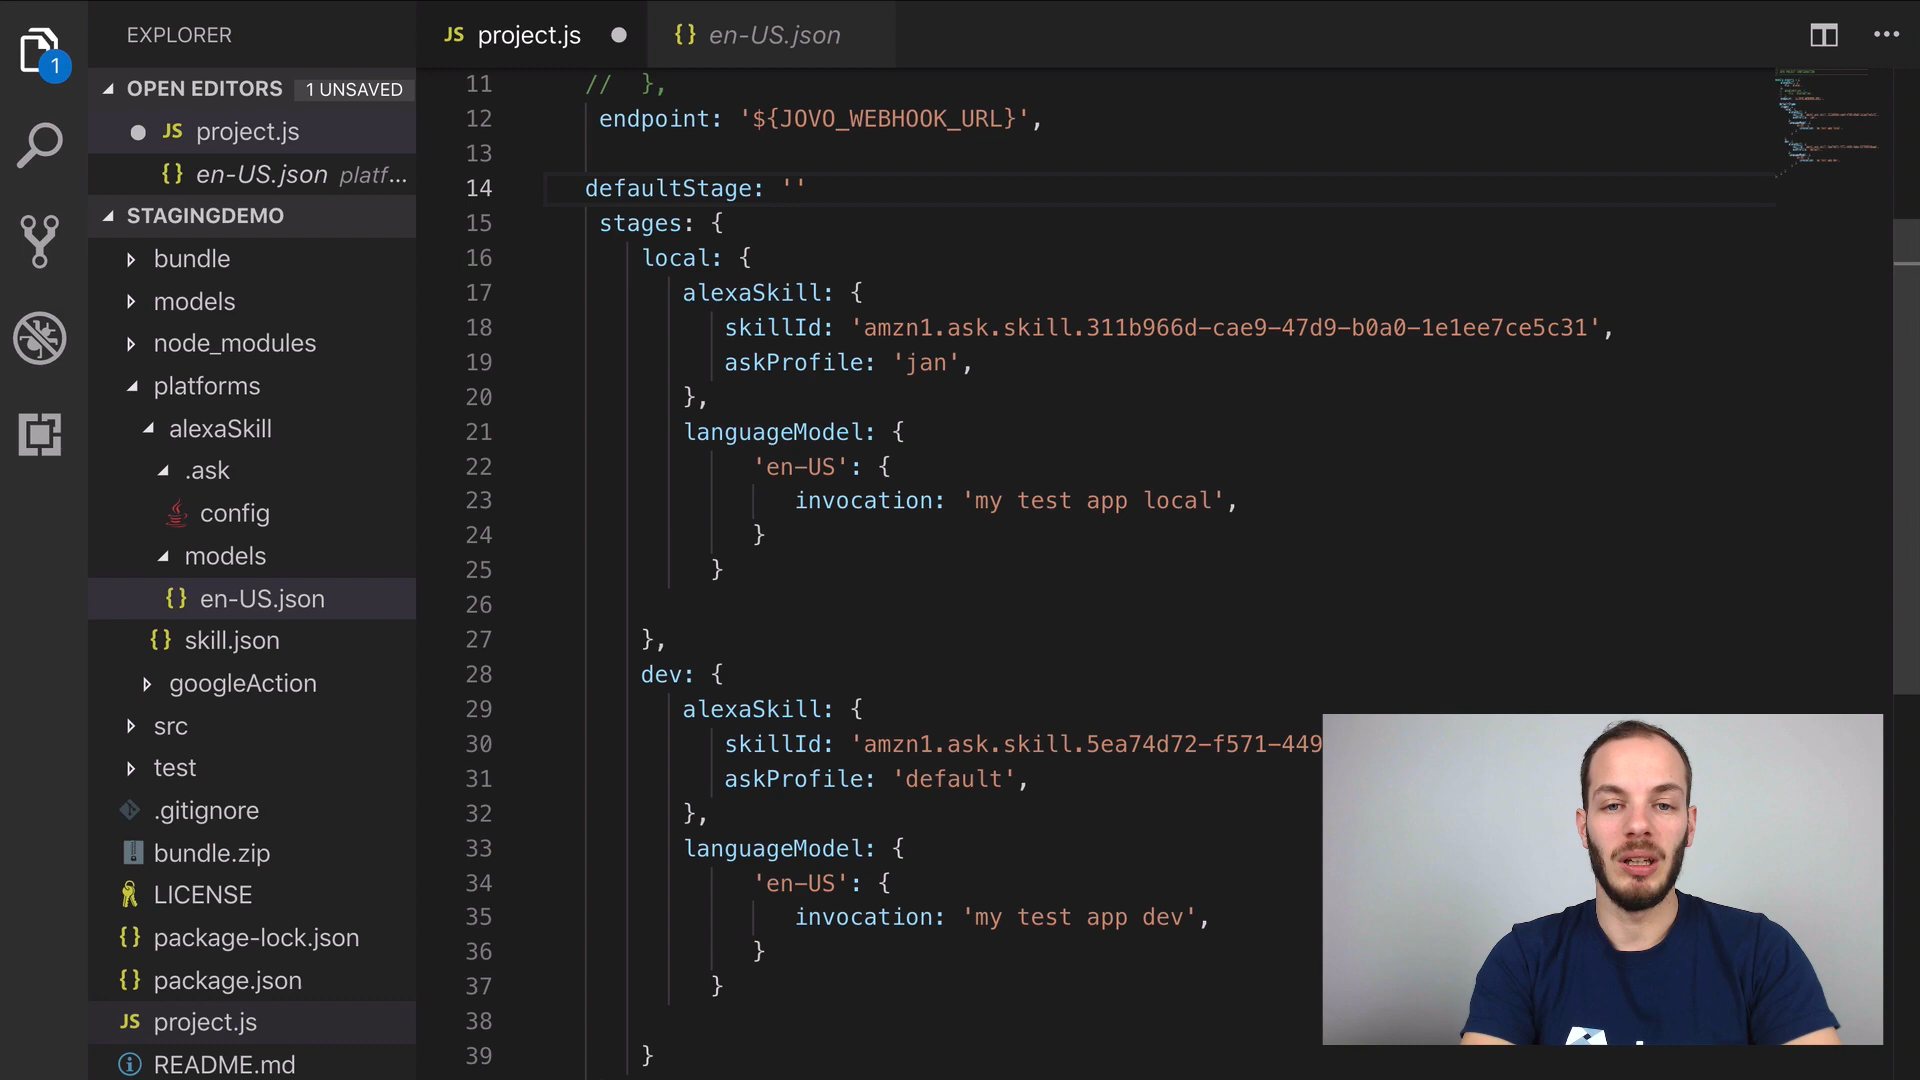 EXPLORER
JS project.js
{} en-US.json
1
OPEN EDITORS 1 UNSAVED
JS project.js
{} en-US.json platf...
STAGINGDEMO
bundle
models
node_modules
platforms
alexaSkill
.ask
config
models
{} en-US.json
{} skill.json
googleAction
src
test
.gitignore
bundle.zip
LICENSE
{} package-lock.json
{} package.json
JS project.js
README.md
11 // },
12 endpoint: '${JOVO_WEBHOOK_URL}',
13
14 defaultStage: ''
15 stages: {
16 local: {
17 alexaSkill: {
18 skillId: 'amzn1.ask.skill.311b966d-cae9-47d9-b0a0-1e1ee7ce5c31',
19 askProfile: 'jan',
20 },
21 languageModel: {
22 'en-US': {
23 invocation: 'my test app local',
24 }
25 }
26
27 },
28 dev: {
29 alexaSkill: {
30 skillId: 'amzn1.ask.skill.5ea74d72-f571-449
31 askProfile: 'default',
32 },
33 languageModel: {
34 'en-US': {
35 invocation: 'my test app dev',
36 }
37 }
38
39 }